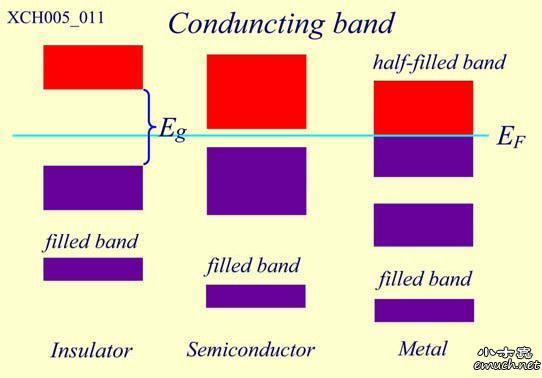 XCH005_011
Conduncting band
half-filled band
Eg
EF
filled band
filled band
filled band
Insulator
Semiconductor
Metal
小木虫
emuch.net